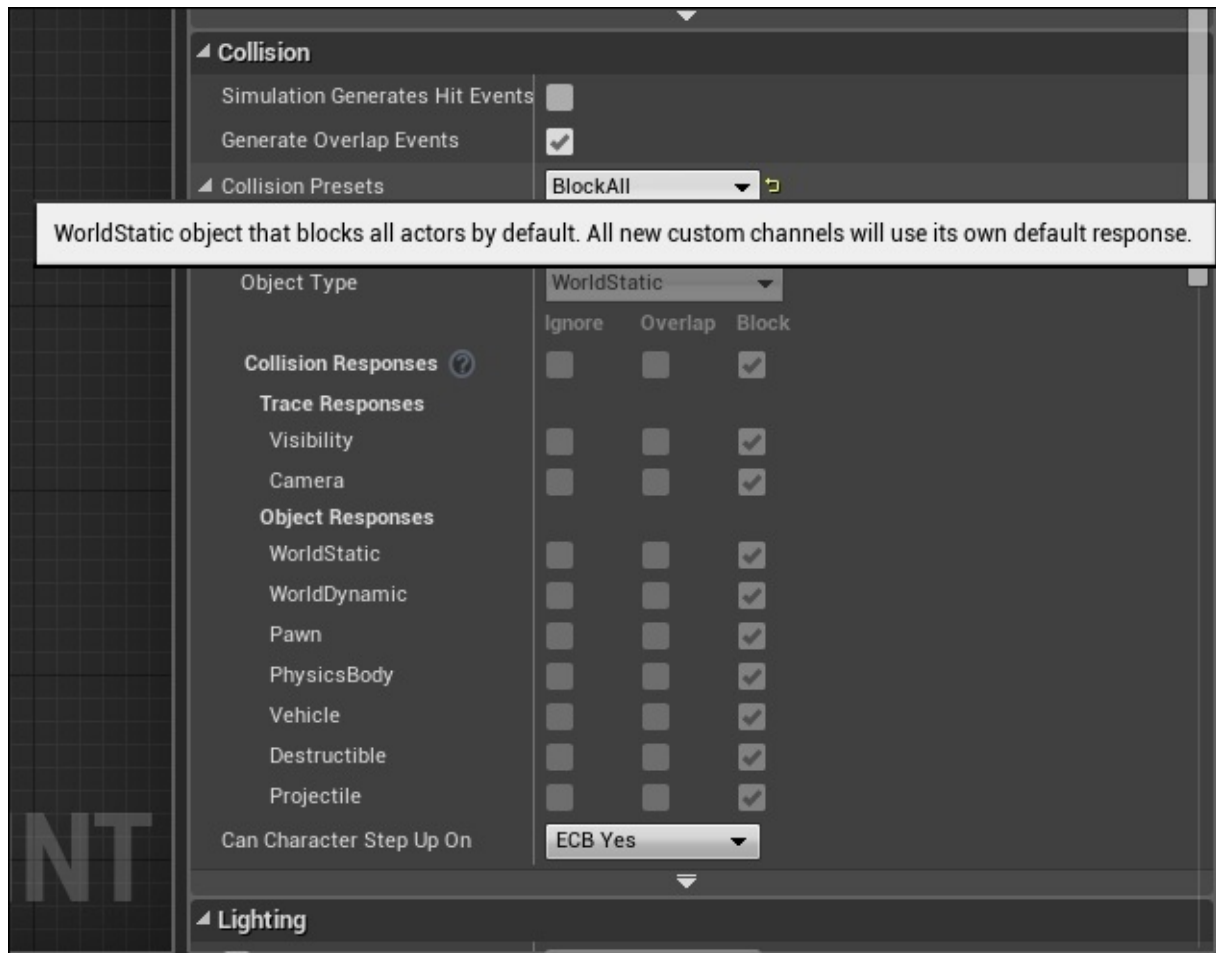 Collision
Simulation Generates Hit Events
Generate Overlap Events
Collision Presets BlockAll
WorldStatic object that blocks all actors by default. All new custom channels will use its own default response.
Object Type WorldStatic
Ignore Overlap Block
Collision Responses ?
Trace Responses
Visibility
Camera
Object Responses
WorldStatic
WorldDynamic
Pawn
PhysicsBody
Vehicle
Destructible
Projectile
Can Character Step Up On ECB Yes
NT
Lighting